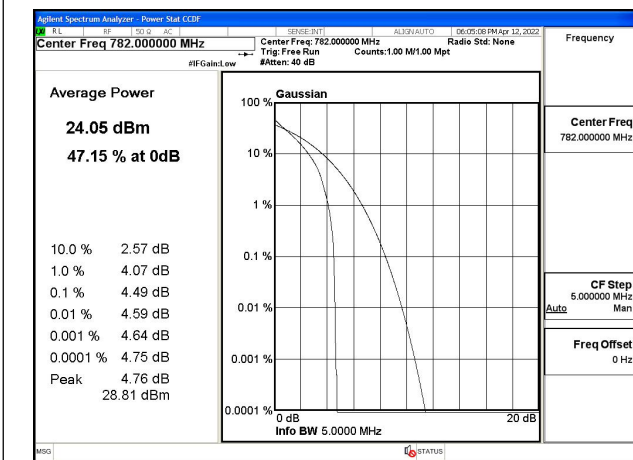 Agilent Spectrum Analyzer - Power Stat CCDF
LXI RL RF 50 Ω AC SENSE:INT ALIGN AUTO 06:05:08 PM Apr 12, 2022
Center Freq 782.000000 MHz
Center Freq: 782.000000 MHz Radio Std: None
Trig: Free Run Counts:1.00 M/1.00 Mpt
#IFGain:Low #Atten: 40 dB
Frequency
Average Power
24.05 dBm
47.15 % at 0dB
10.0 % 2.57 dB
1.0 % 4.07 dB
0.1 % 4.49 dB
0.01 % 4.59 dB
0.001 % 4.64 dB
0.0001 % 4.75 dB
Peak 4.76 dB
28.81 dBm
Gaussian
100 %
10 %
1 %
0.1 %
0.01 %
0.001 %
0.0001 %
0 dB 20 dB
Info BW 5.0000 MHz
Center Freq
782.000000 MHz
CF Step
5.000000 MHz
Auto Man
Freq Offset
0 Hz
MSG STATUS